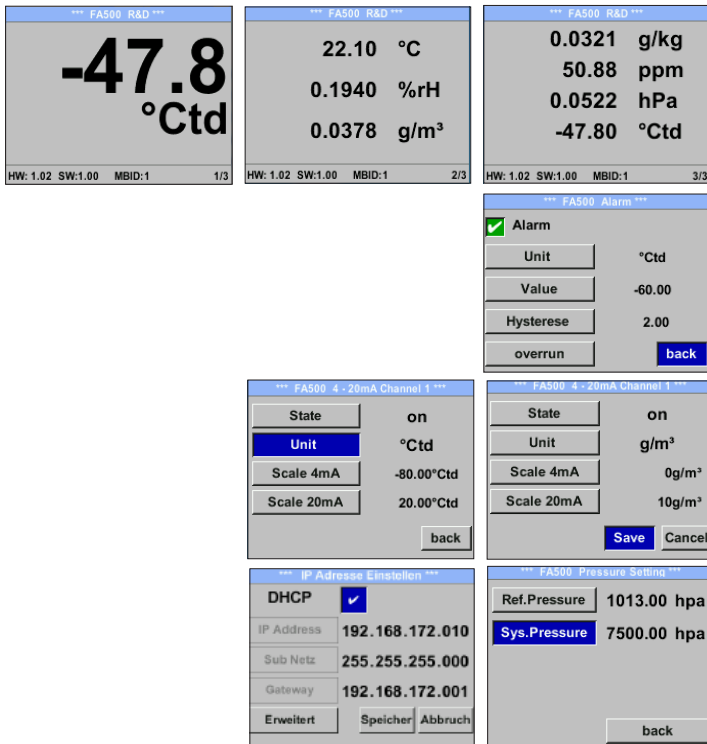 *** FA500 R&D ***
-47.8
°Ctd
HW: 1.02 SW:1.00 MBID:1 1/3
*** FA500 R&D ***
22.10 °C
0.1940 %rH
0.0378 g/m³
HW: 1.02 SW:1.00 MBID:1 2/3
*** FA500 R&D ***
0.0321 g/kg
50.88 ppm
0.0522 hPa
-47.80 °Ctd
HW: 1.02 SW:1.00 MBID:1 3/3
*** FA500 Alarm ***
Alarm
Unit °Ctd
Value -60.00
Hysterese 2.00
overrun back
*** FA500 4 - 20mA Channel 1 ***
State on
Unit °Ctd
Scale 4mA -80.00°Ctd
Scale 20mA 20.00°Ctd
back
*** FA500 4 - 20mA Channel 1 ***
State on
Unit g/m³
Scale 4mA 0g/m³
Scale 20mA 10g/m³
Save Cancel
*** IP Adresse Einstellen ***
DHCP
IP Address 192.168.172.010
Sub Netz 255.255.255.000
Gateway 192.168.172.001
Erweitert Speicher Abbruch
*** FA500 Pressure Setting ***
Ref.Pressure 1013.00 hpa
Sys.Pressure 7500.00 hpa
back